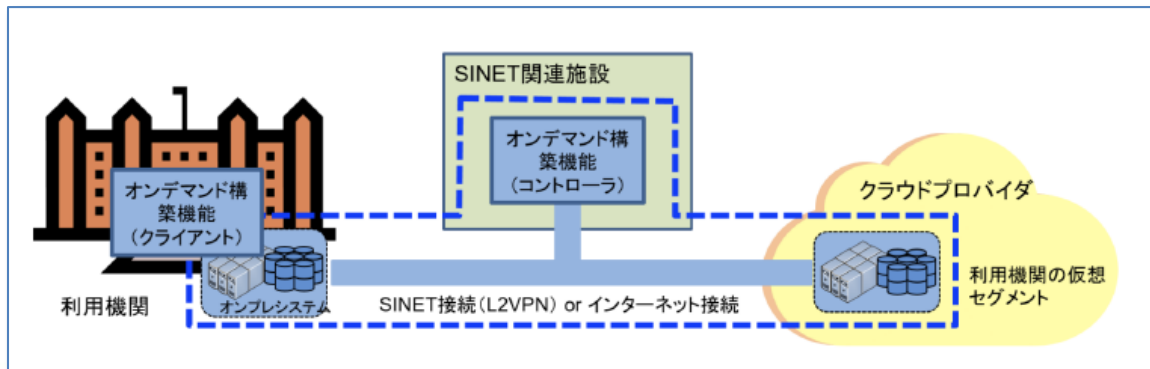 SINET関連施設
オンデマンド構
築機能
(コントローラ)
オンデマンド構
築機能
(クライアント)
クラウドプロバイダ
利用機関
オンプレシステム
SINET接続(L2VPN) or インターネット接続
利用機関の仮想
セグメント